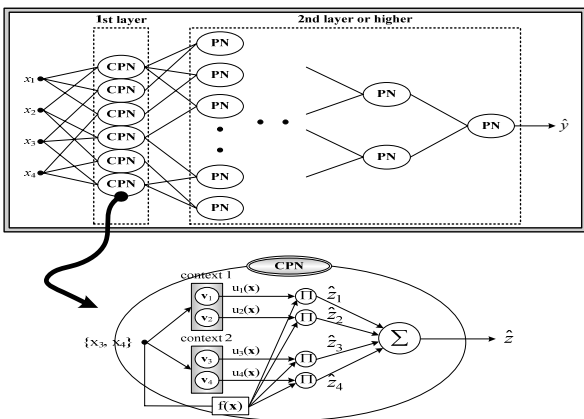 1st layer
2nd layer or higher
x1
x2
x3
x4
CPN
CPN
CPN
CPN
CPN
CPN
PN
PN
PN
PN
PN
PN
PN
PN
ŷ
CPN
context 1
v1
v2
u1(x)
u2(x)
context 2
v3
v4
u3(x)
u4(x)
{x3, x4}
f(x)
Π
Π
Π
Π
ẑ1
ẑ2
ẑ3
ẑ4
Σ
ẑ